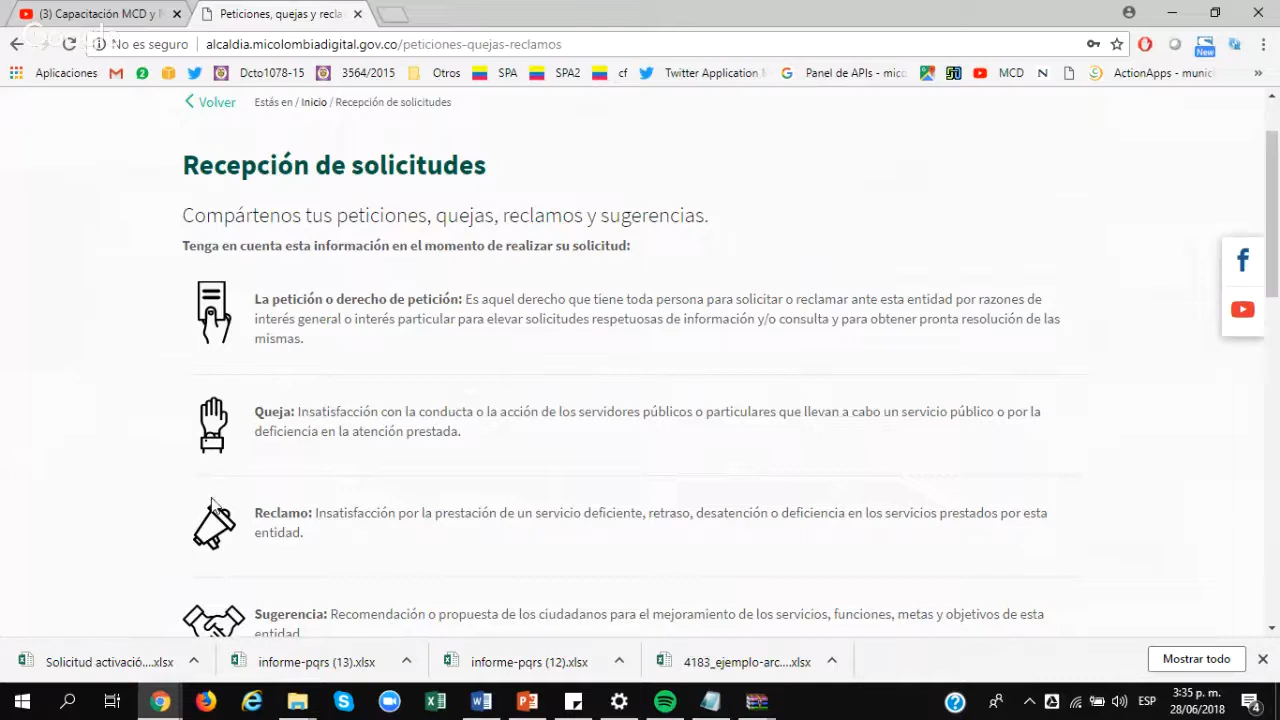 (3) Capacitación MCD y
Peticiones, quejas y recla
No es seguro
alcaldia.micolombiadigital.gov.co/peticiones-quejas-reclamos
New
Aplicaciones
Dcto1078-15
3564/2015
Otros
SPA
SPA2
cf
Twitter Application
Panel de APIs - mico
MCD
ActionApps - muni
»
Volver
Estás en / Inicio / Recepción de solicitudes
Recepción de solicitudes
Compártenos tus peticiones, quejas, reclamos y sugerencias.
Tenga en cuenta esta información en el momento de realizar su solicitud:
La petición o derecho de petición: Es aquel derecho que tiene toda persona para solicitar o reclamar ante esta entidad por razones de
interés general o interés particular para elevar solicitudes respetuosas de información y/o consulta y para obtener pronta resolución de las
mismas.
Queja: Insatisfacción con la conducta o la acción de los servidores públicos o particulares que llevan a cabo un servicio público o por la
deficiencia en la atención prestada.
Reclamo: Insatisfacción por la prestación de un servicio deficiente, retraso, desatención o deficiencia en los servicios prestados por esta
entidad.
Sugerencia: Recomendación o propuesta de los ciudadanos para el mejoramiento de los servicios, funciones, metas y objetivos de esta
entidad.
Solicitud activació....xlsx
informe-pqrs (13).xlsx
informe-pqrs (12).xlsx
4183_ejemplo-arc....xlsx
Mostrar todo
ESP
3:35 p. m.
28/06/2018
4